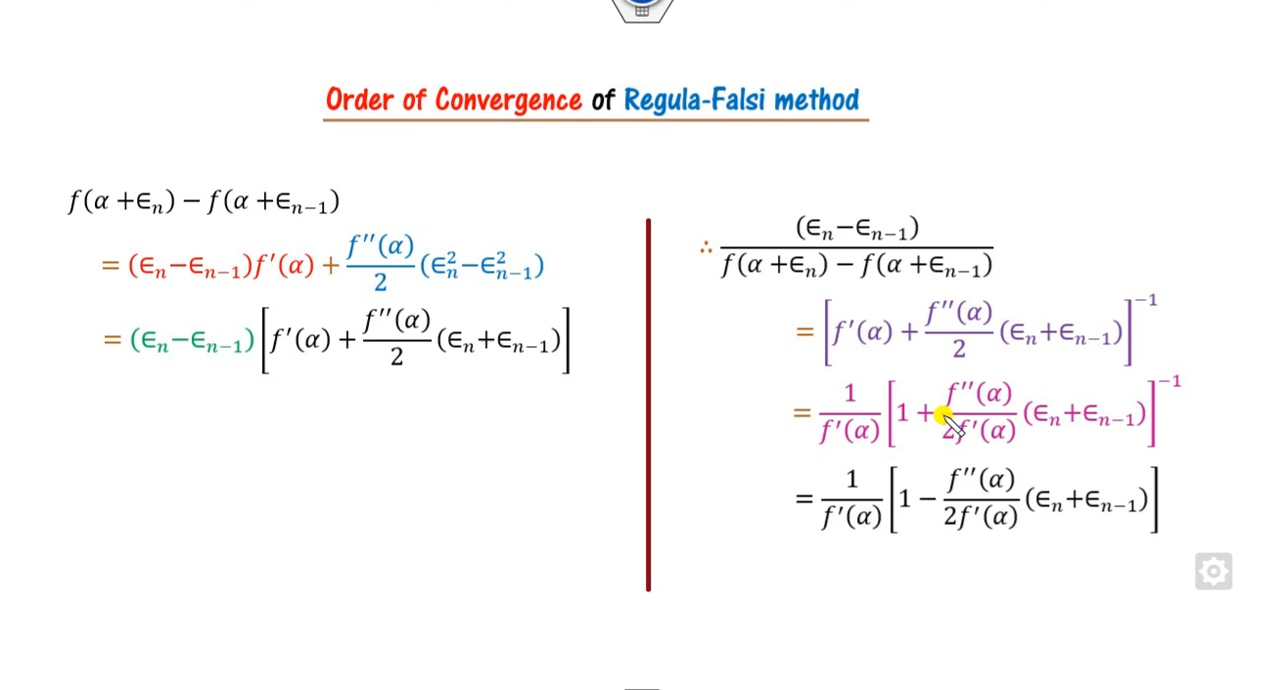 Order of Convergence of Regula-Falsi method
f(α +∈ₙ) − f(α +∈ₙ₋₁)
= (∈ₙ−∈ₙ₋₁)f′(α) + f′′(α)/2 (∈ₙ²−∈ₙ₋₁²)
= (∈ₙ−∈ₙ₋₁)[f′(α) + f′′(α)/2 (∈ₙ+∈ₙ₋₁)]
∴ (∈ₙ−∈ₙ₋₁)/(f(α +∈ₙ) − f(α +∈ₙ₋₁))
= [f′(α) + f′′(α)/2 (∈ₙ+∈ₙ₋₁)]⁻¹
= 1/f′(α) [1 + f′′(α)/2f′(α) (∈ₙ+∈ₙ₋₁)]⁻¹
= 1/f′(α) [1 − f′′(α)/2f′(α) (∈ₙ+∈ₙ₋₁)]